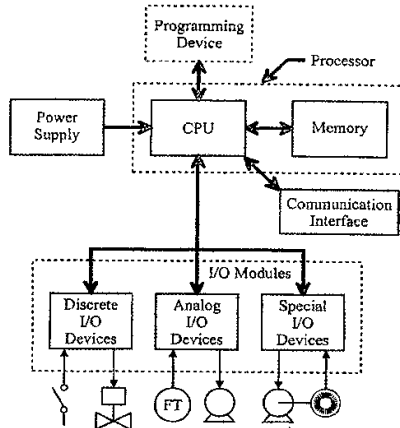 Programming
Device
Processor
Power
Supply
CPU
Memory
Communication
Interface
I/O Modules
Discrete
I/O
Devices
Analog
I/O
Devices
Special
I/O
Devices
FT